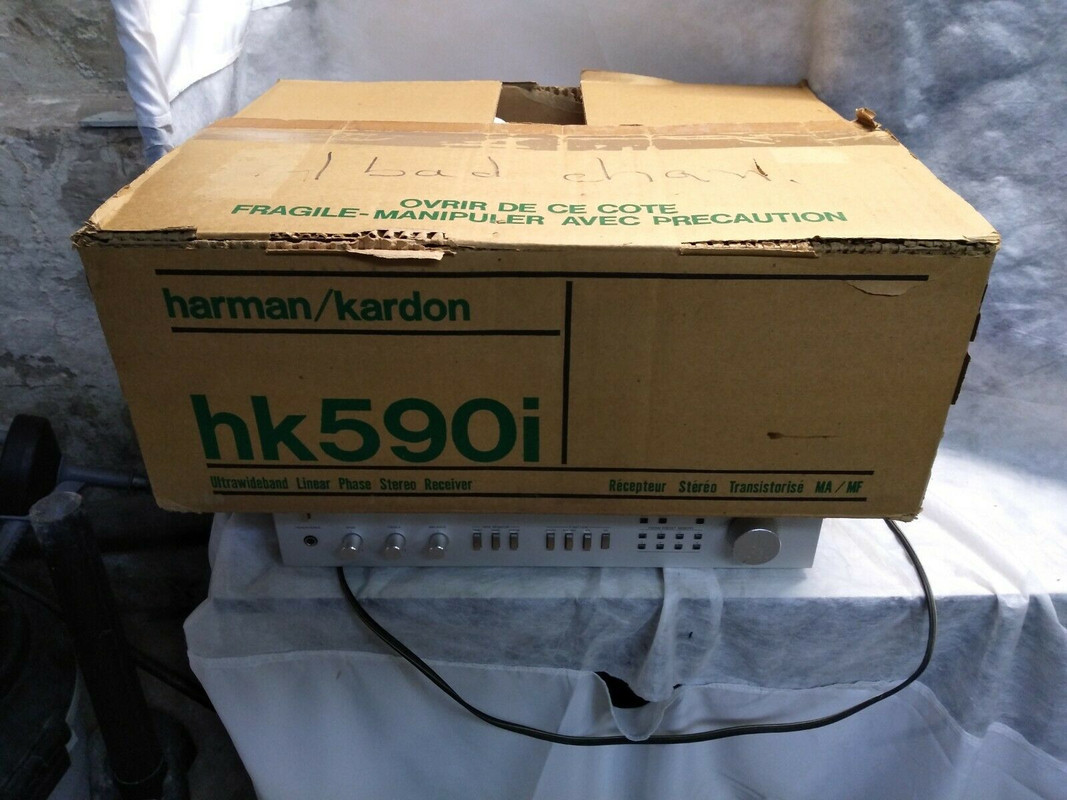 1 bad chan.
OVRIR DE CE COTE
FRAGILE-MANIPULER AVEC PRECAUTION
harman/kardon
hk590i
Ultrawideband Linear Phase Stereo Receiver
Récepteur Stéréo Transistorisé MA/MF